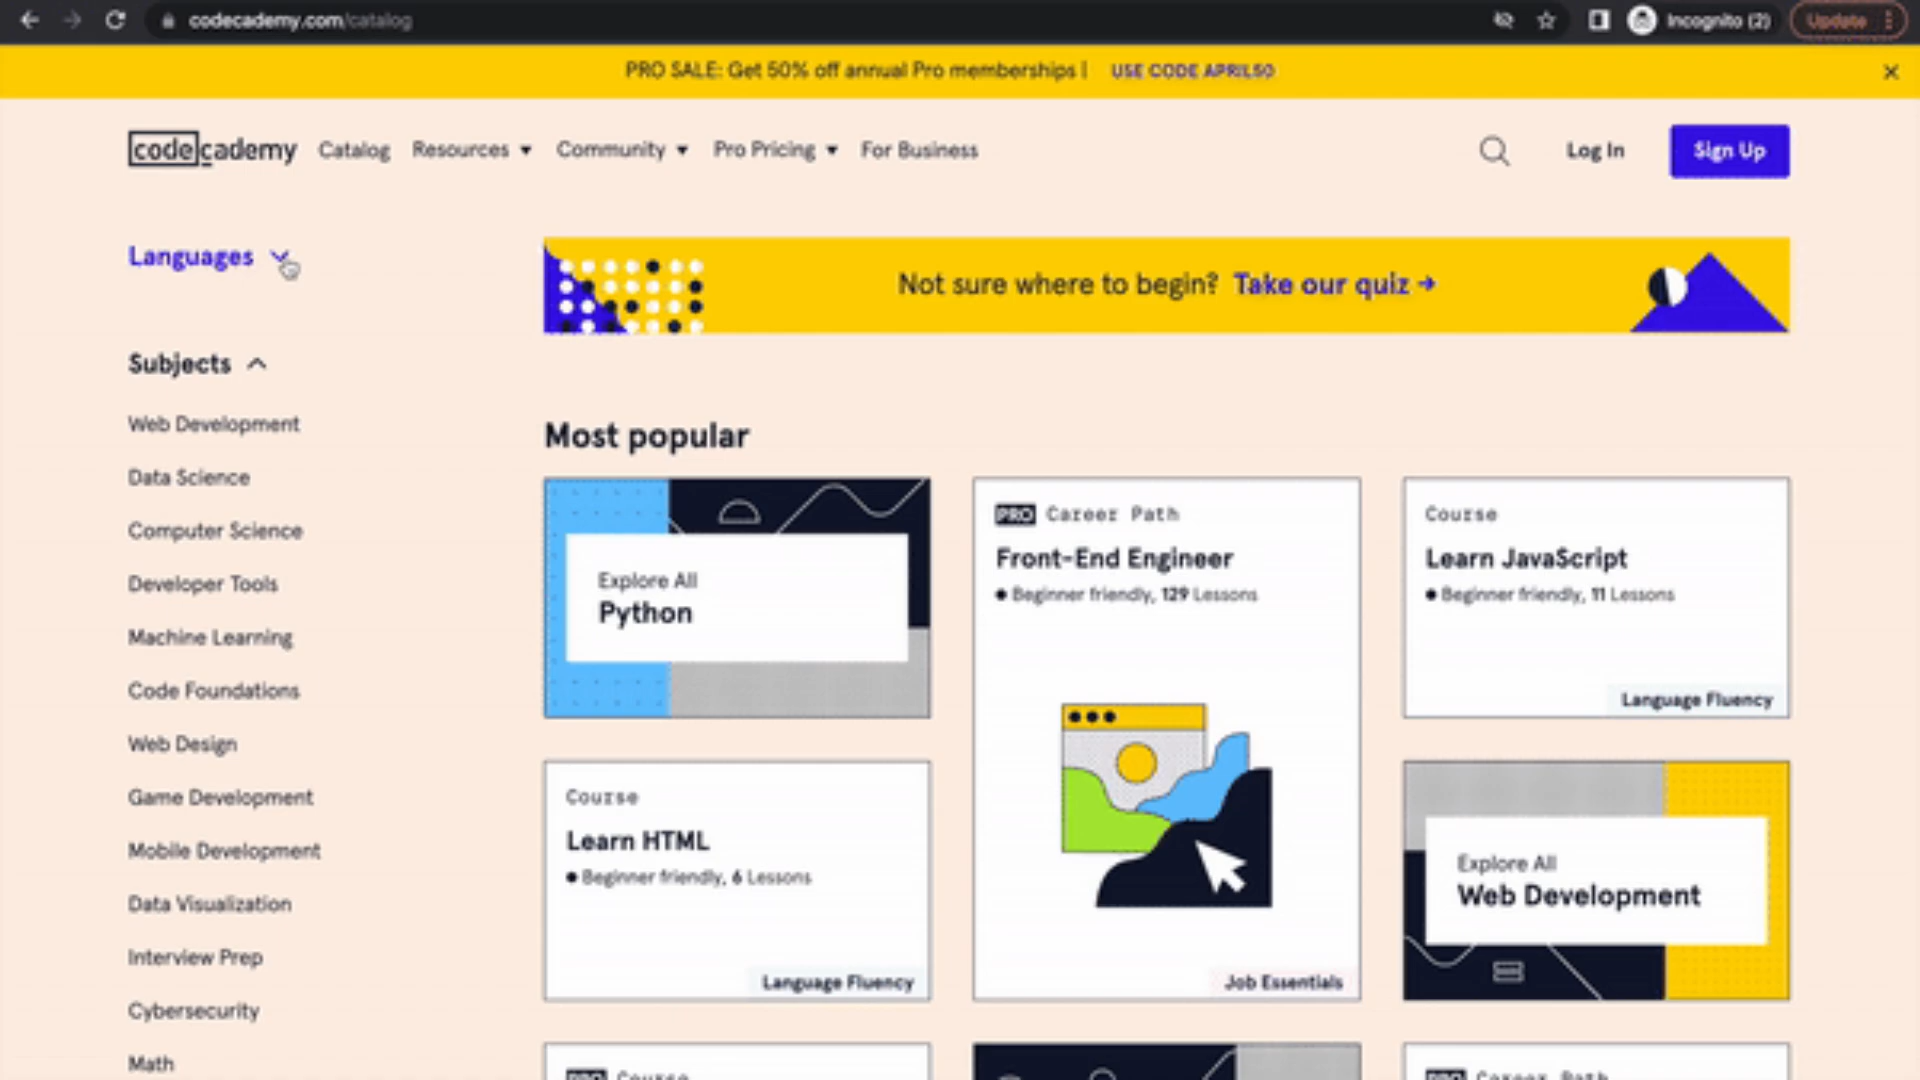 codecademy.com/catalog
Incognito (2)
Update
PRO SALE: Get 50% off annual Pro memberships | USE CODE APRIL50
codecademy
Catalog
Resources
Community
Pro Pricing
For Business
Log In
Sign Up
Languages
Not sure where to begin? Take our quiz →
Subjects
Web Development
Data Science
Computer Science
Developer Tools
Machine Learning
Code Foundations
Web Design
Game Development
Mobile Development
Data Visualization
Interview Prep
Cybersecurity
Math
Most popular
Explore All
Python
PRO Career Path
Front-End Engineer
Beginner friendly, 129 Lessons
Job Essentials
Course
Learn JavaScript
Beginner friendly, 11 Lessons
Language Fluency
Course
Learn HTML
Beginner friendly, 6 Lessons
Language Fluency
Explore All
Web Development
PRO Course
PRO Career Path